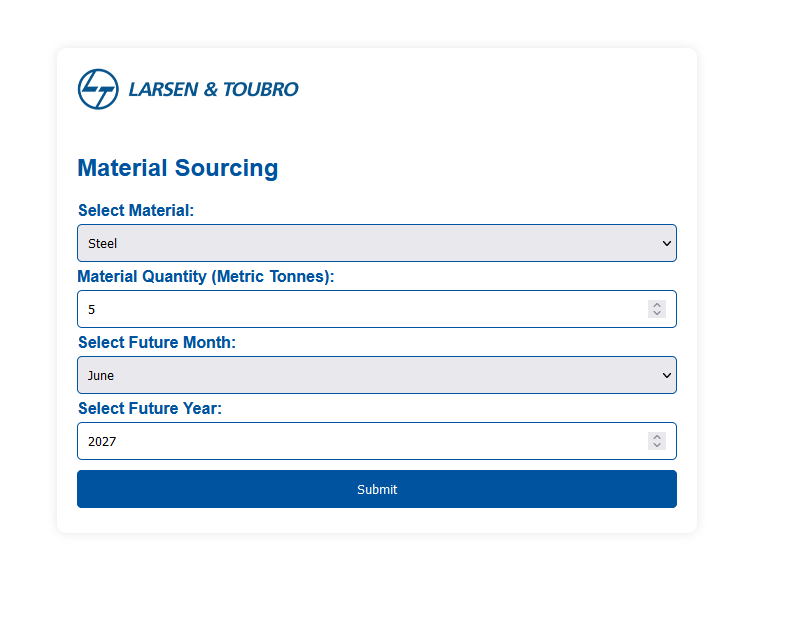 LARSEN & TOUBRO
Material Sourcing
Select Material:
Steel
Material Quantity (Metric Tonnes):
5
Select Future Month:
June
Select Future Year:
2027
Submit